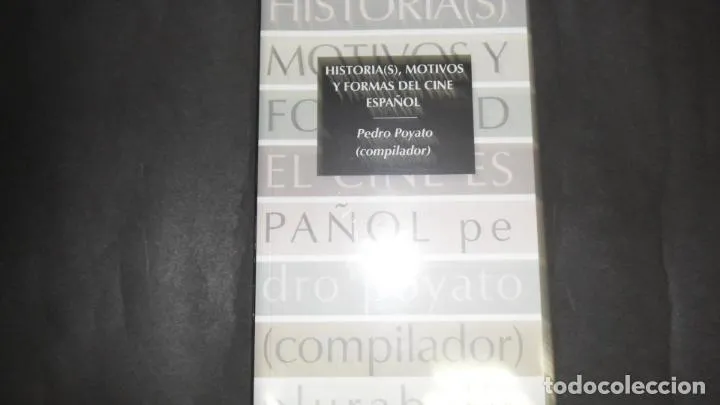 HISTORIA(S)
MOTIVOS Y
HISTORIA(S), MOTIVOS
Y FORMAS DEL CINE
ESPAÑOL
Pedro Poyato
(compilador)
FO D
EL CINE ES
PAÑOL pe
dro poyato
(compilador)
todocoleccion